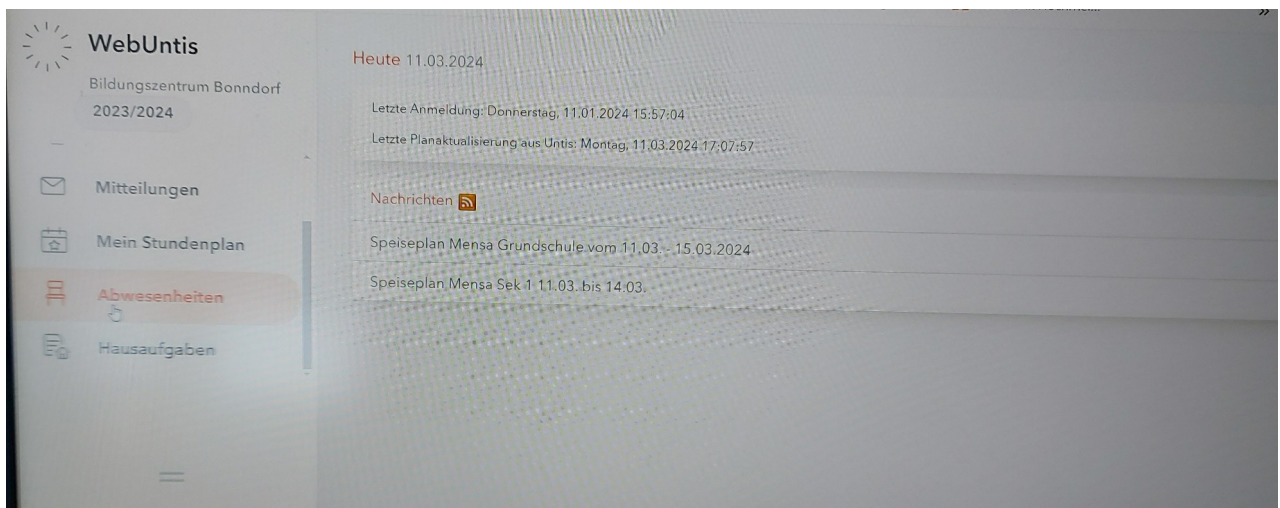 WebUntis
Bildungszentrum Bonndorf
2023/2024
Mitteilungen
Mein Stundenplan
Abwesenheiten
Hausaufgaben
Heute 11.03.2024
Letzte Anmeldung: Donnerstag, 11.01.2024 15:57:04
Letzte Planaktualisierung aus Untis: Montag, 11.03.2024 17:07:57
Nachrichten
Speiseplan Mensa Grundschule vom 11.03. - 15.03.2024
Speiseplan Mensa Sek 1 11.03. bis 14.03.